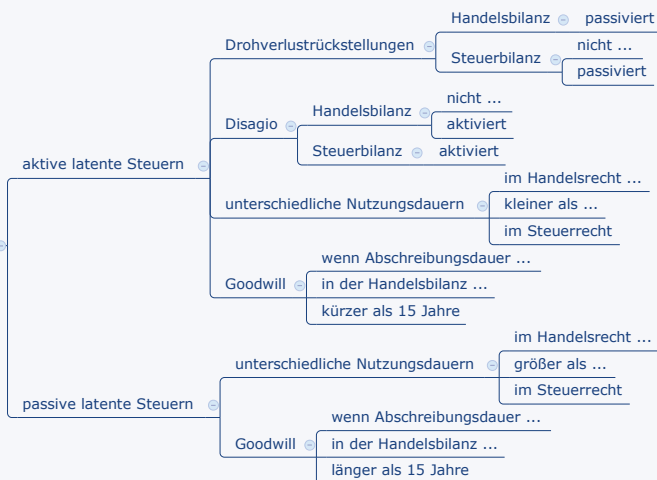 Handelsbilanz passiviert
Drohverlustrückstellungen
nicht ...
Steuerbilanz
passiviert
nicht ...
Handelsbilanz
aktiviert
Disagio
Steuerbilanz aktiviert
aktive latente Steuern
im Handelsrecht ...
unterschiedliche Nutzungsdauern kleiner als ...
im Steuerrecht
wenn Abschreibungsdauer ...
Goodwill in der Handelsbilanz ...
kürzer als 15 Jahre
im Handelsrecht ...
unterschiedliche Nutzungsdauern größer als ...
im Steuerrecht
passive latente Steuern
wenn Abschreibungsdauer ...
Goodwill in der Handelsbilanz ...
länger als 15 Jahre